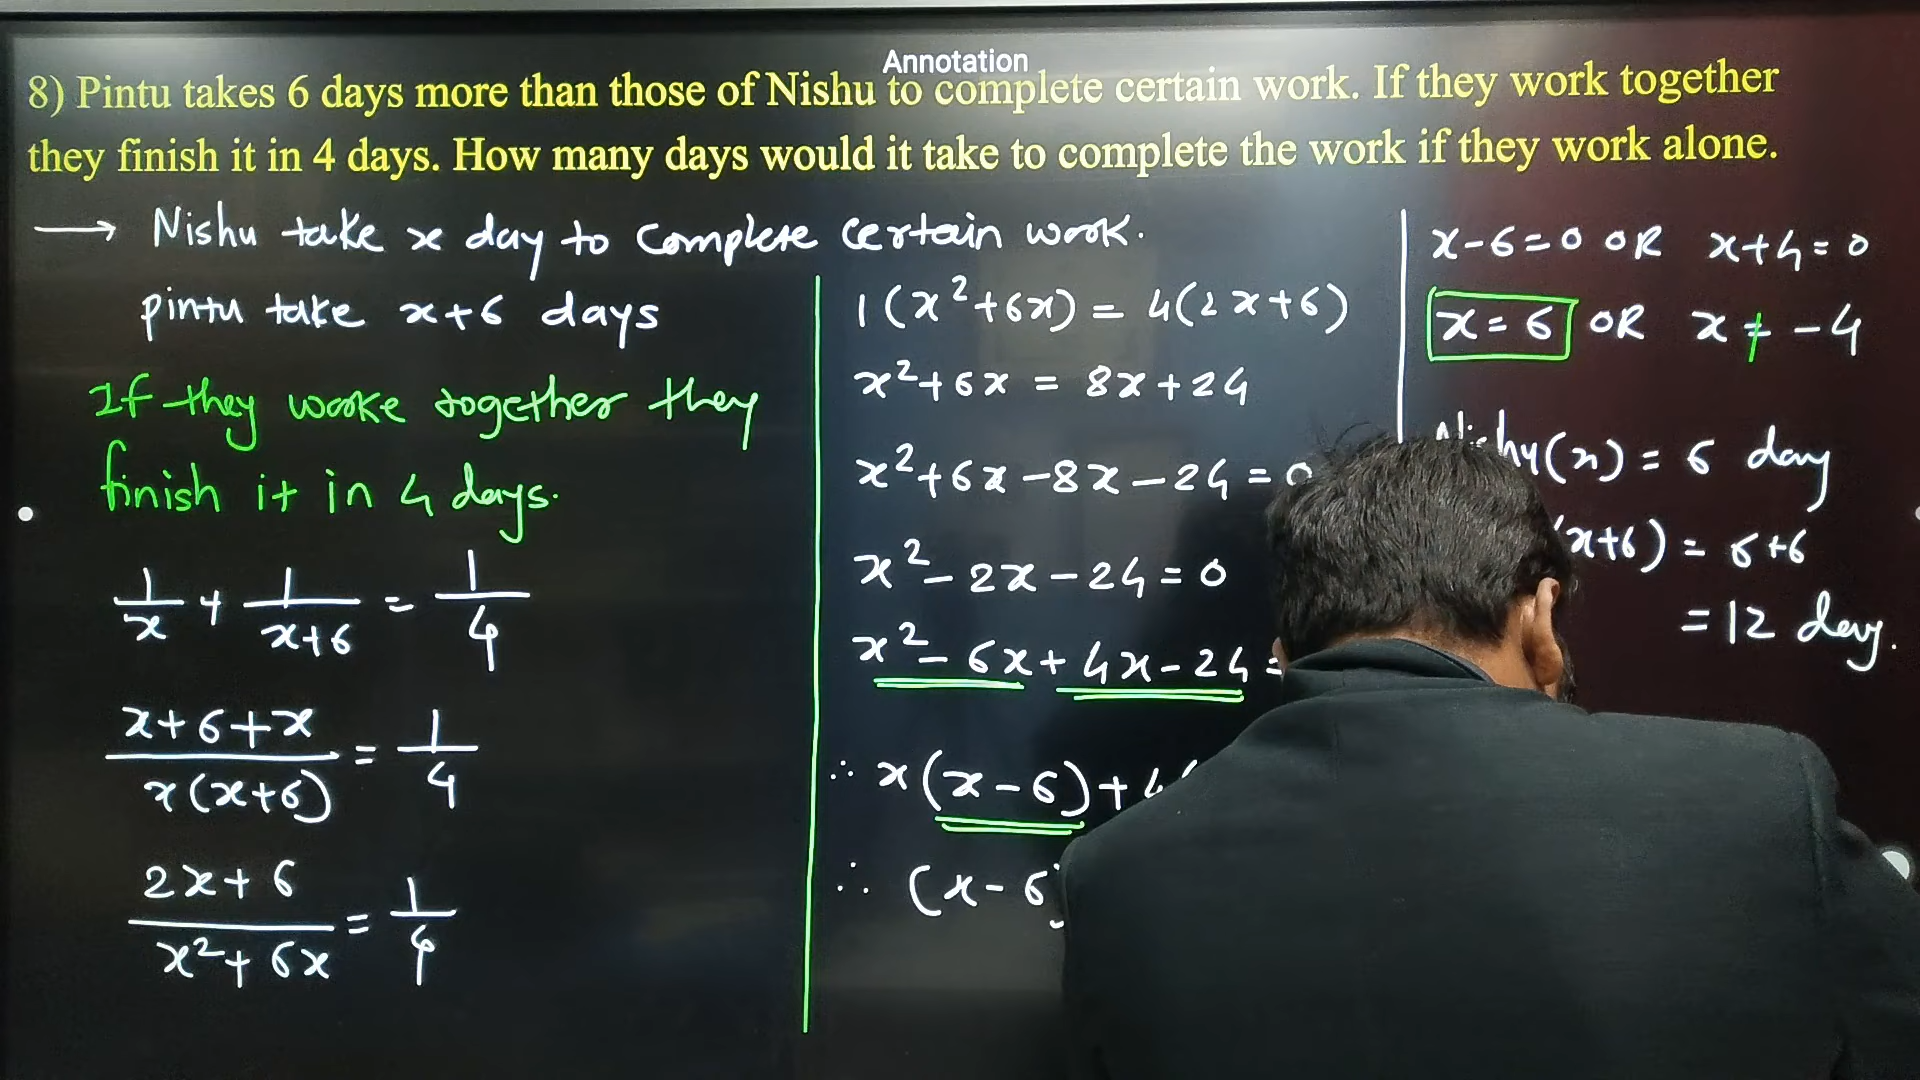 Annotation
8) Pintu takes 6 days more than those of Nishu to complete certain work. If they work together
they finish it in 4 days. How many days would it take to complete the work if they work alone.
→ Nishu take x day to complete certain work.
pintu take x+6 days
If they worke together they
finish it in 4 days.
1/x + 1/(x+6) = 1/4
(x+6+x)/(x(x+6)) = 1/4
(2x+6)/(x²+6x) = 1/4
1(x²+6x) = 4(2x+6)
x²+6x = 8x+24
x²+6x-8x-24=0
x²-2x-24=0
x²-6x+4x-24=
∴ x(x-6)+4(
∴ (x-6)
x-6=0 OR x+4=0
x=6 OR x≠-4
Nishu(x) = 6 day
(x+6) = 6+6
=12 day.